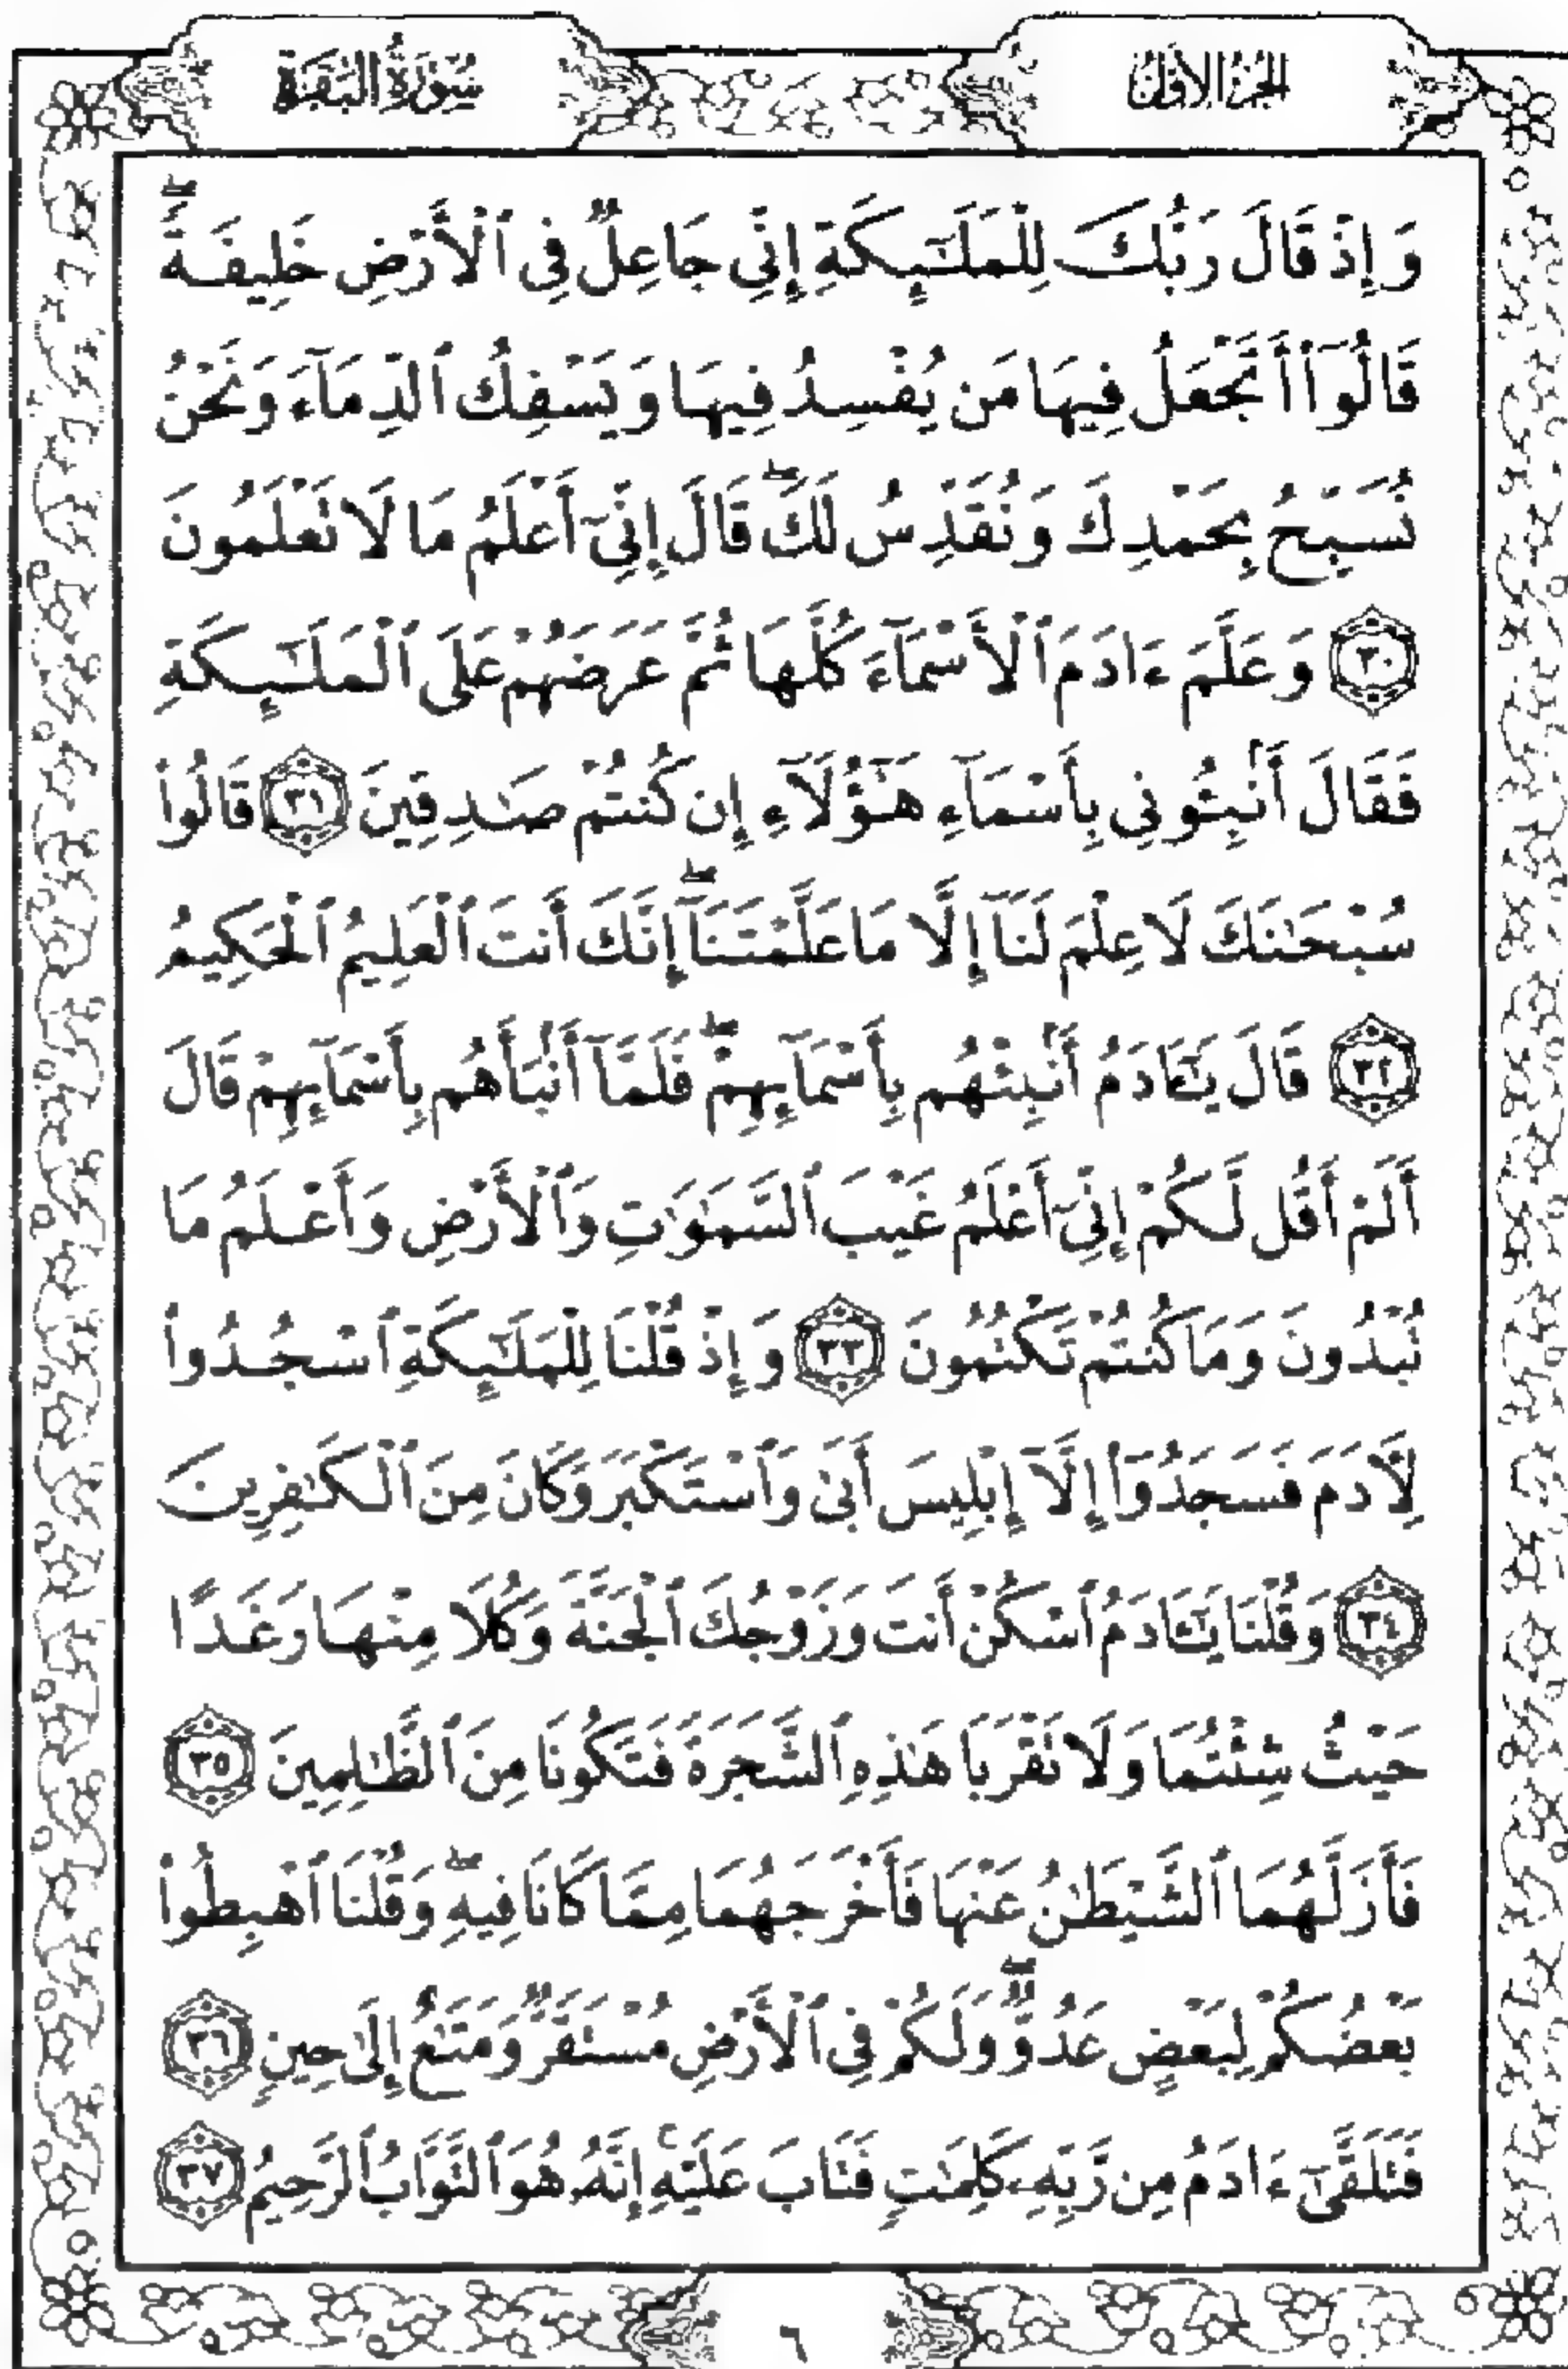 الجزء الأول
سورة البقرة
وَإِذْ قَالَ رَبُّكَ لِلْمَلَٰٓئِكَةِ إِنِّى جَاعِلٌ فِى ٱلْأَرْضِ خَلِيفَةً ۖ
قَالُوٓا۟ أَتَجْعَلُ فِيهَا مَن يُفْسِدُ فِيهَا وَيَسْفِكُ ٱلدِّمَآءَ وَنَحْنُ
نُسَبِّحُ بِحَمْدِكَ وَنُقَدِّسُ لَكَ ۖ قَالَ إِنِّىٓ أَعْلَمُ مَا لَا تَعْلَمُونَ
٣٠ وَعَلَّمَ ءَادَمَ ٱلْأَسْمَآءَ كُلَّهَا ثُمَّ عَرَضَهُمْ عَلَى ٱلْمَلَٰٓئِكَةِ
فَقَالَ أَنۢبِـُٔونِى بِأَسْمَآءِ هَٰٓؤُلَآءِ إِن كُنتُمْ صَٰدِقِينَ ٣١ قَالُوا۟
سُبْحَٰنَكَ لَا عِلْمَ لَنَآ إِلَّا مَا عَلَّمْتَنَآ ۖ إِنَّكَ أَنتَ ٱلْعَلِيمُ ٱلْحَكِيمُ
٣٢ قَالَ يَٰٓـَٔادَمُ أَنۢبِئْهُم بِأَسْمَآئِهِمْ ۖ فَلَمَّآ أَنۢبَأَهُم بِأَسْمَآئِهِمْ قَالَ
أَلَمْ أَقُل لَّكُمْ إِنِّىٓ أَعْلَمُ غَيْبَ ٱلسَّمَٰوَٰتِ وَٱلْأَرْضِ وَأَعْلَمُ مَا
تُبْدُونَ وَمَا كُنتُمْ تَكْتُمُونَ ٣٣ وَإِذْ قُلْنَا لِلْمَلَٰٓئِكَةِ ٱسْجُدُوا۟
لِءَادَمَ فَسَجَدُوٓا۟ إِلَّآ إِبْلِيسَ أَبَىٰ وَٱسْتَكْبَرَ وَكَانَ مِنَ ٱلْكَٰفِرِينَ
٣٤ وَقُلْنَا يَٰٓـَٔادَمُ ٱسْكُنْ أَنتَ وَزَوْجُكَ ٱلْجَنَّةَ وَكُلَا مِنْهَا رَغَدًا
حَيْثُ شِئْتُمَا وَلَا تَقْرَبَا هَٰذِهِ ٱلشَّجَرَةَ فَتَكُونَا مِنَ ٱلظَّٰلِمِينَ ٣٥
فَأَزَلَّهُمَا ٱلشَّيْطَٰنُ عَنْهَا فَأَخْرَجَهُمَا مِمَّا كَانَا فِيهِ ۖ وَقُلْنَا ٱهْبِطُوا۟
بَعْضُكُمْ لِبَعْضٍ عَدُوٌّ ۖ وَلَكُمْ فِى ٱلْأَرْضِ مُسْتَقَرٌّ وَمَتَٰعٌ إِلَىٰ حِينٍ ٣٦
فَتَلَقَّىٰٓ ءَادَمُ مِن رَّبِّهِۦ كَلِمَٰتٍ فَتَابَ عَلَيْهِ ۚ إِنَّهُۥ هُوَ ٱلتَّوَّابُ ٱلرَّحِيمُ ٣٧
٦